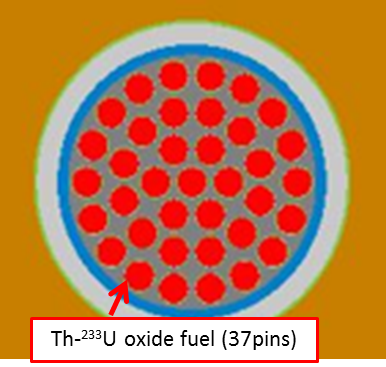 Th-²³³U oxide fuel (37pins)